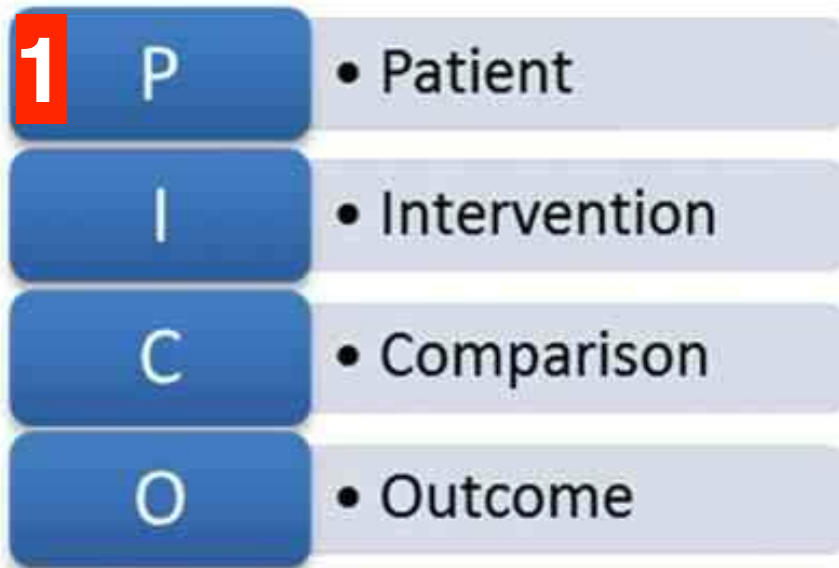 1 P • Patient
I • Intervention
C • Comparison
O • Outcome